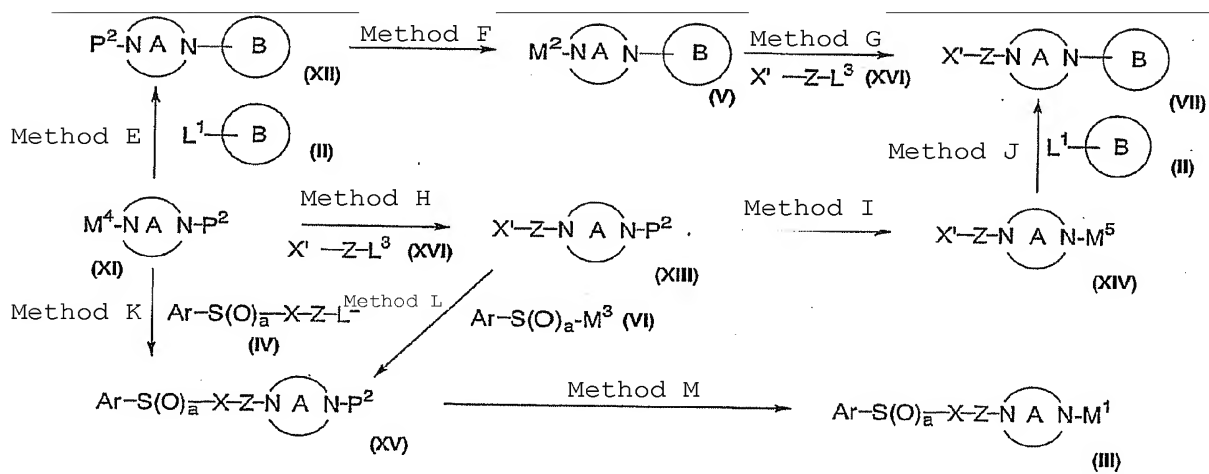 P²-N A N B (XII) Method F M²-N A N B (V) Method G X'-Z-L³ (XVI) X'-Z-N A N B (VII)
Method E L¹ B (II) Method J L¹ B (II)
M⁴-N A N-P² (XI) Method H X'-Z-L³ (XVI) X'-Z-N A N-P² (XIII) Method I X'-Z-N A N-M⁵ (XIV)
Method K Ar-S(O)a-X-Z-L (IV) Method L Ar-S(O)a-M³ (VI)
Ar-S(O)a-X-Z-N A N-P² (XV) Method M Ar-S(O)a-X-Z-N A N-M¹ (III)